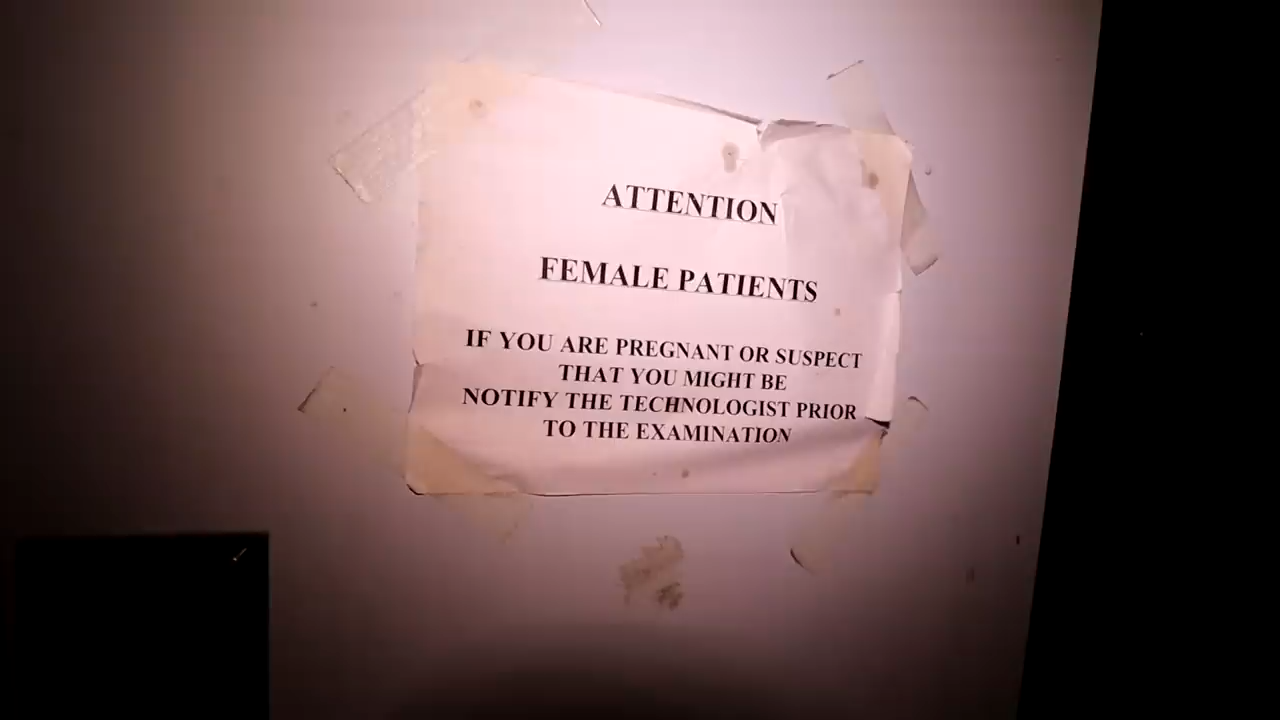 ATTENTION
FEMALE PATIENTS
IF YOU ARE PREGNANT OR SUSPECT
THAT YOU MIGHT BE
NOTIFY THE TECHNOLOGIST PRIOR
TO THE EXAMINATION